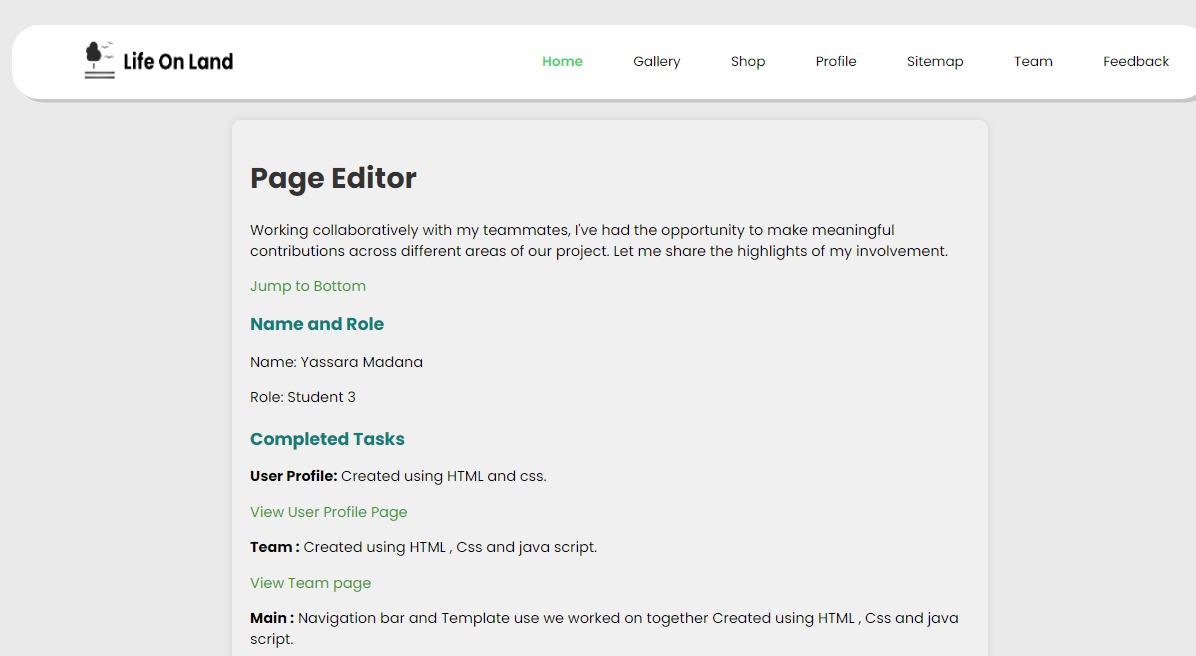 Life On Land
Home Gallery Shop Profile Sitemap Team Feedback
Page Editor
Working collaboratively with my teammates, I've had the opportunity to make meaningful
contributions across different areas of our project. Let me share the highlights of my involvement.
Jump to Bottom
Name and Role
Name: Yassara Madana
Role: Student 3
Completed Tasks
User Profile: Created using HTML and css.
View User Profile Page
Team : Created using HTML , Css and java script.
View Team page
Main : Navigation bar and Template use we worked on together Created using HTML , Css and java
script.